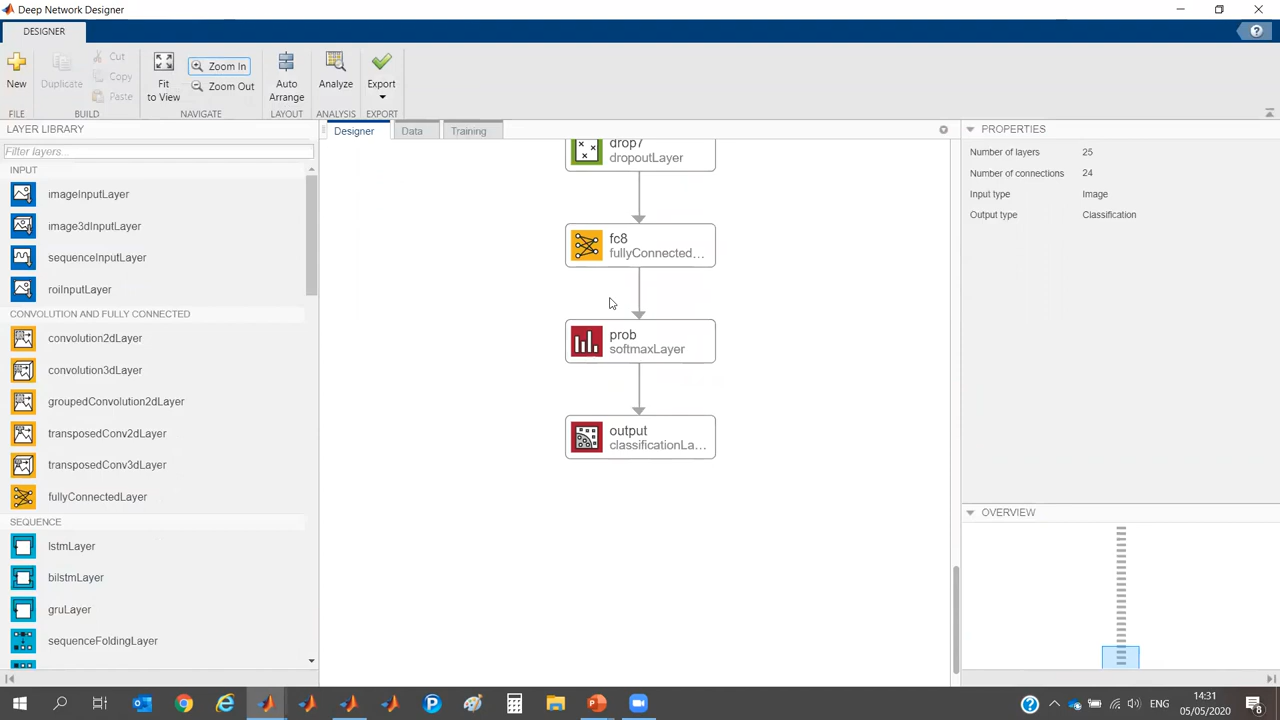 Deep Network Designer
DESIGNER
New
Duplicate
Cut
Copy
Paste
Fit
to View
Zoom In
Zoom Out
Auto
Arrange
Analyze
Export
FILE
BUILD
NAVIGATE
LAYOUT
ANALYSIS
EXPORT
LAYER LIBRARY
Filter layers...
INPUT
imageInputLayer
image3dInputLayer
sequenceInputLayer
roiInputLayer
CONVOLUTION AND FULLY CONNECTED
convolution2dLayer
convolution3dLayer
groupedConvolution2dLayer
transposedConv2dLayer
transposedConv3dLayer
fullyConnectedLayer
SEQUENCE
lstmLayer
bilstmLayer
gruLayer
sequenceFoldingLayer
Designer
Data
Training
drop7
dropoutLayer
fc8
fullyConnected...
prob
softmaxLayer
output
classificationLa...
PROPERTIES
Number of layers 25
Number of connections 24
Input type Image
Output type Classification
OVERVIEW
ENG
14:31
05/05/2020
8